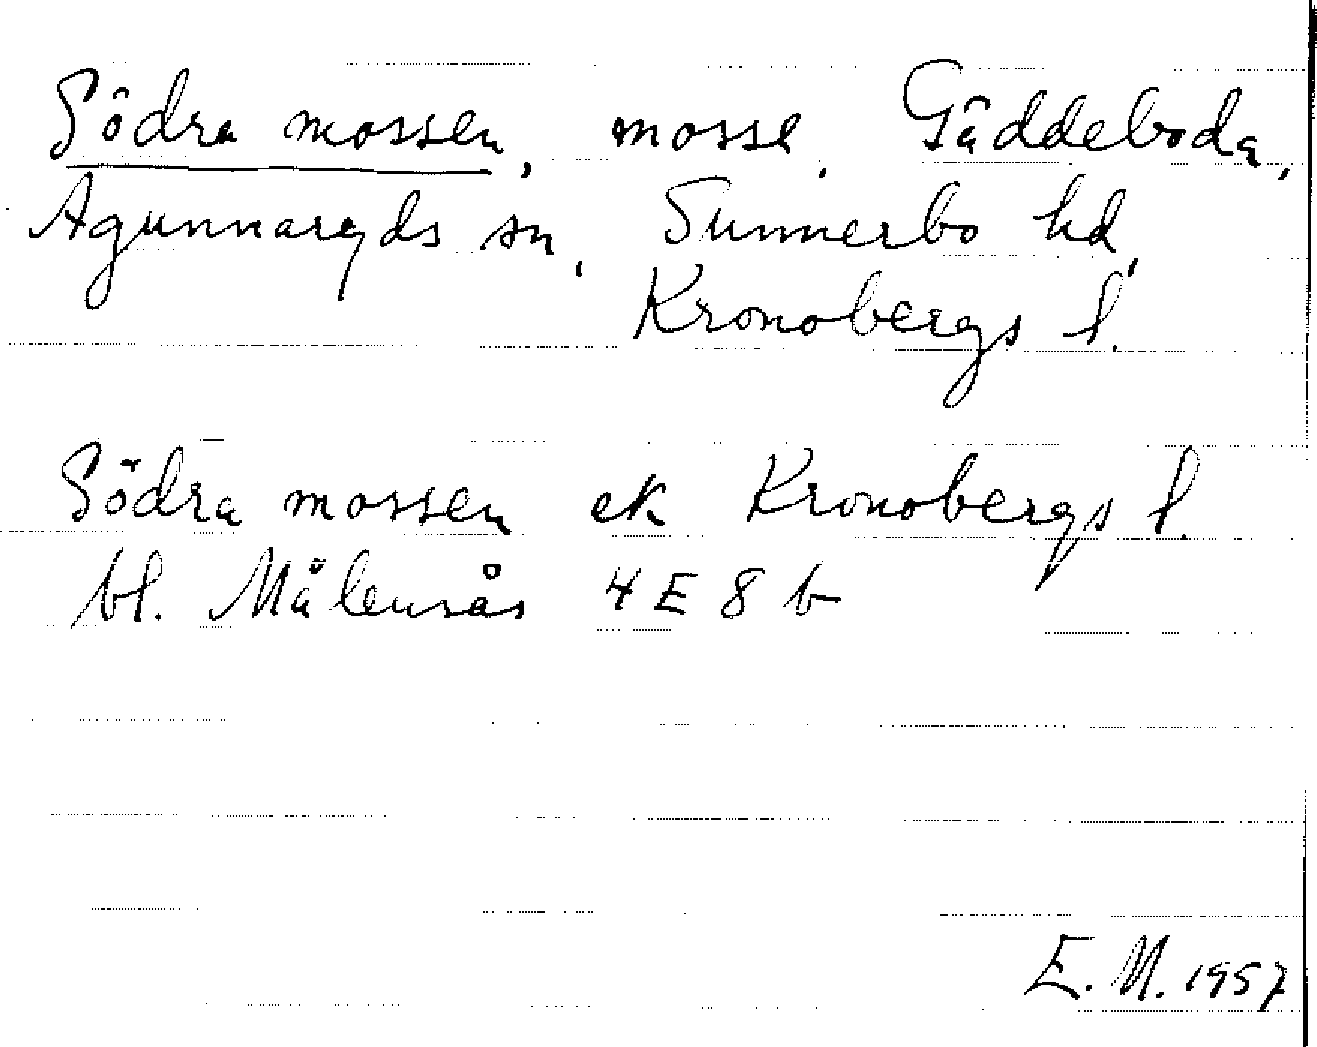 Södra mossen, mosse, Gäddeboda,
Agunnaryds sn, Sunnerbo hd,
Kronobergs l.
Södra mossen ek Kronobergs l.
bl. Målensås 4 E 8 b
E. M. 1957